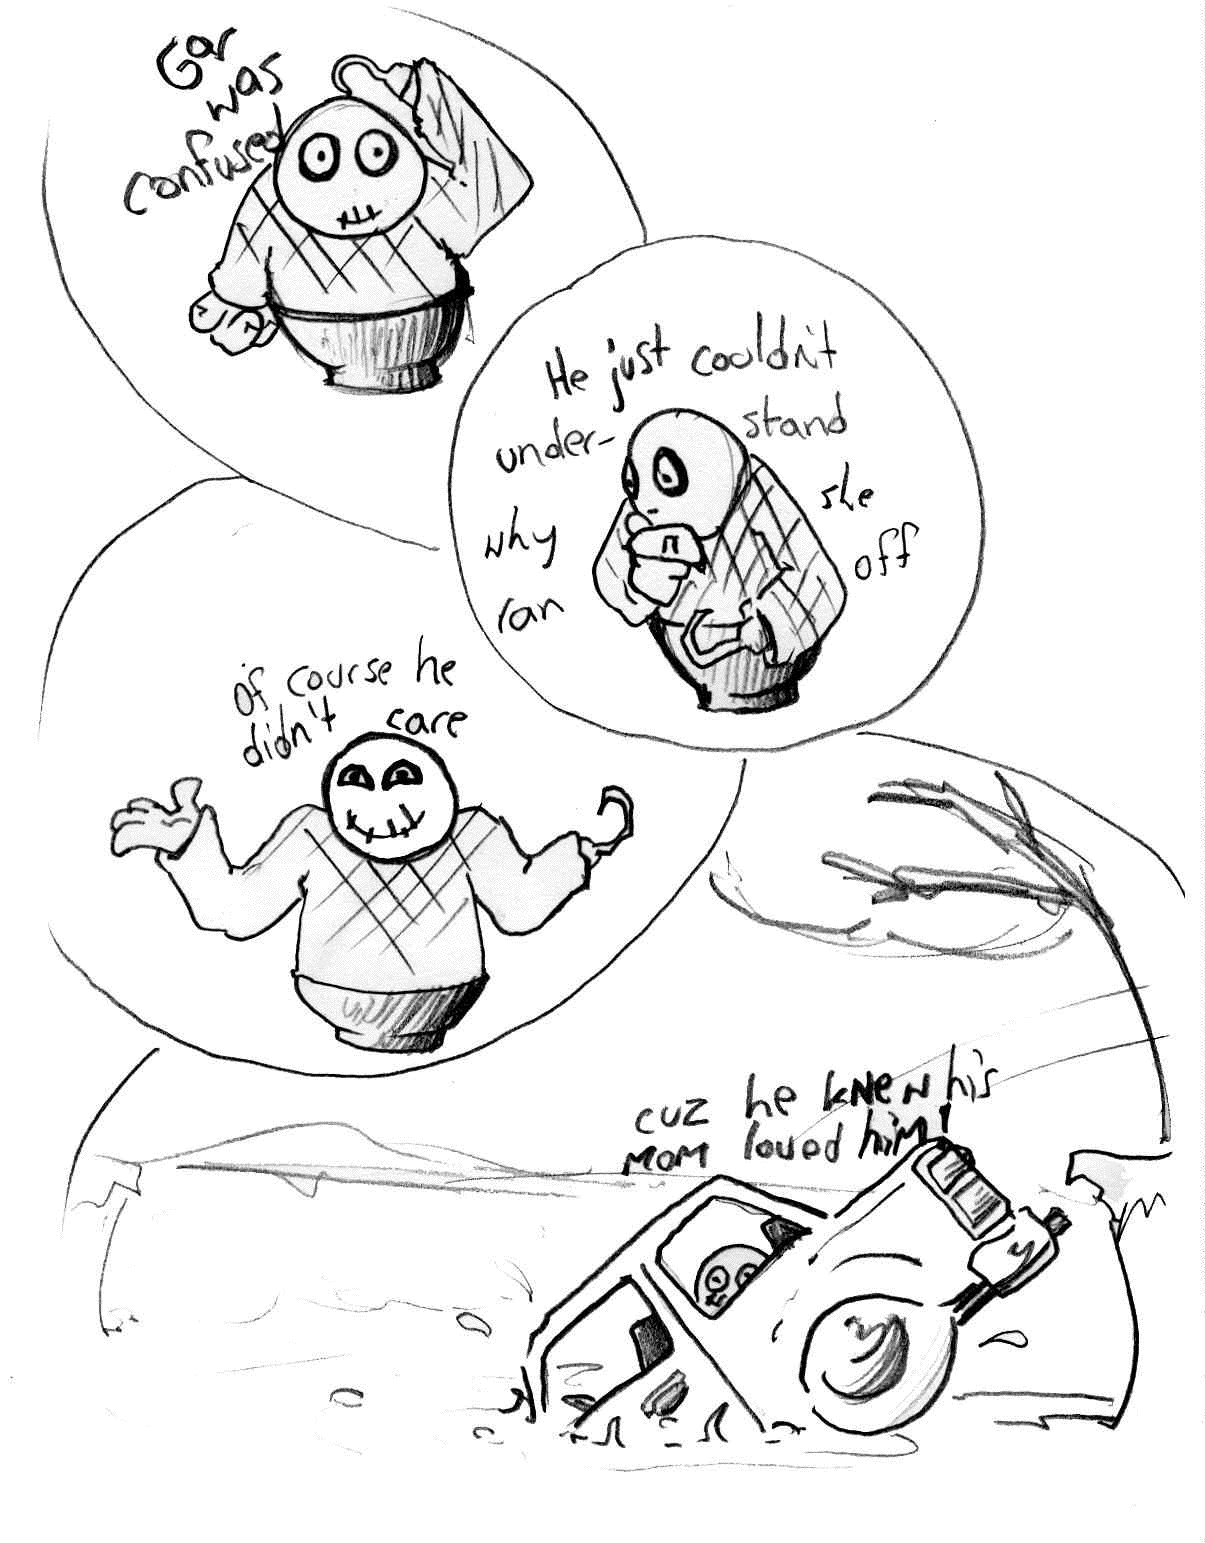 Gar
was
confused
He just couldn't
under- stand
why she
ran off
of course he
didn't care
cuz he kNew his
MOM loved hiM!